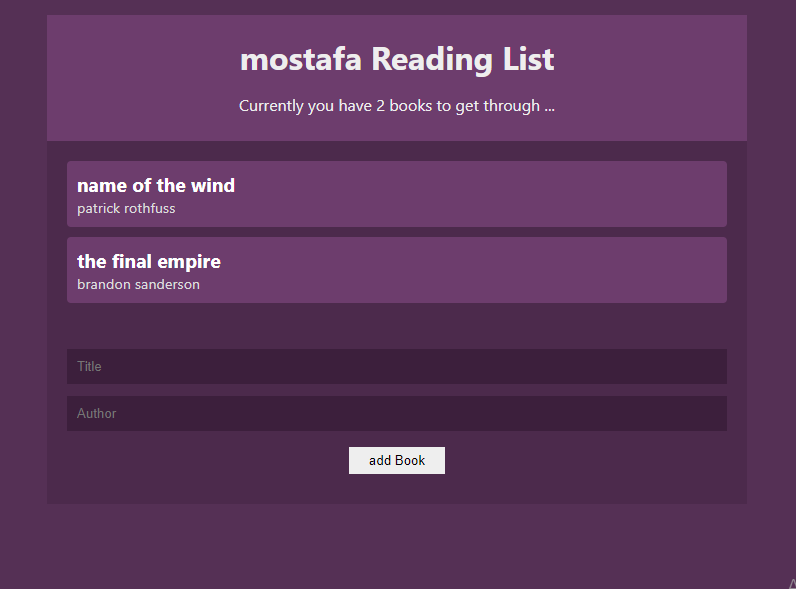 mostafa Reading List
Currently you have 2 books to get through ...
name of the wind
patrick rothfuss
the final empire
brandon sanderson
Title
Author
add Book